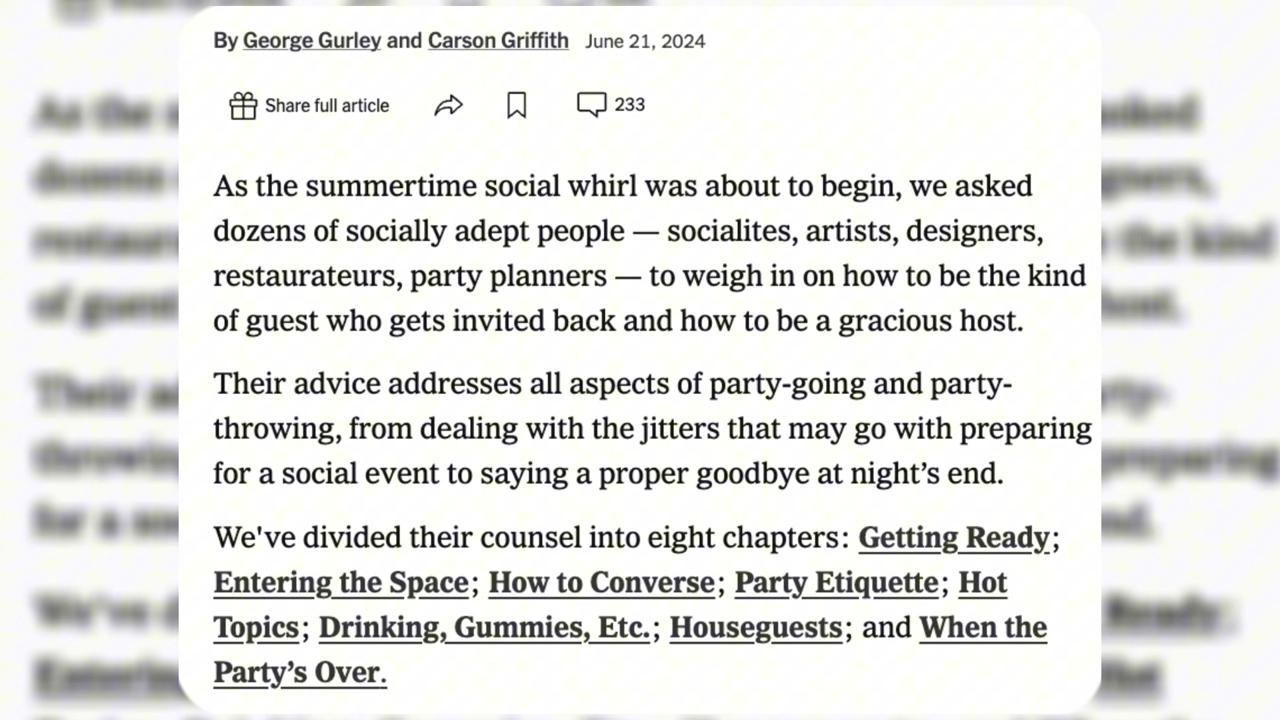 By George Gurley and Carson Griffith June 21, 2024
Share full article 233
As the summertime social whirl was about to begin, we asked
dozens of socially adept people — socialites, artists, designers,
restaurateurs, party planners — to weigh in on how to be the kind
of guest who gets invited back and how to be a gracious host.
Their advice addresses all aspects of party-going and party-
throwing, from dealing with the jitters that may go with preparing
for a social event to saying a proper goodbye at night’s end.
We've divided their counsel into eight chapters: Getting Ready;
Entering the Space; How to Converse; Party Etiquette; Hot
Topics; Drinking, Gummies, Etc.; Houseguests; and When the
Party’s Over.